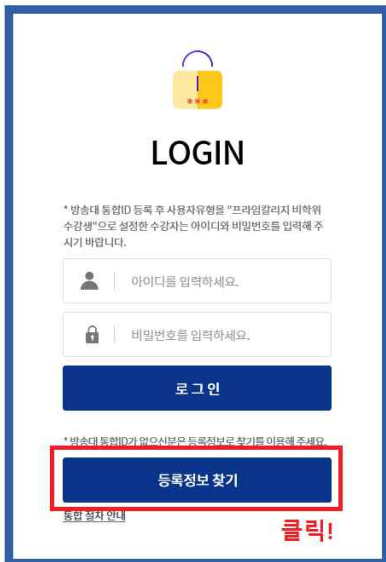 ***
LOGIN
* 방송대 통합ID 등록 후 사용자유형을 "프라임칼리지 비학위
수강생"으로 설정한 수강자는 아이디와 비밀번호를 입력해 주
시기 바랍니다.
아이디를 입력하세요.
비밀번호를 입력하세요.
로그인
* 방송대 통합ID가 없으신분은 등록정보로 찾기를 이용해 주세요.
등록정보 찾기
통합 절차 안내
클릭!